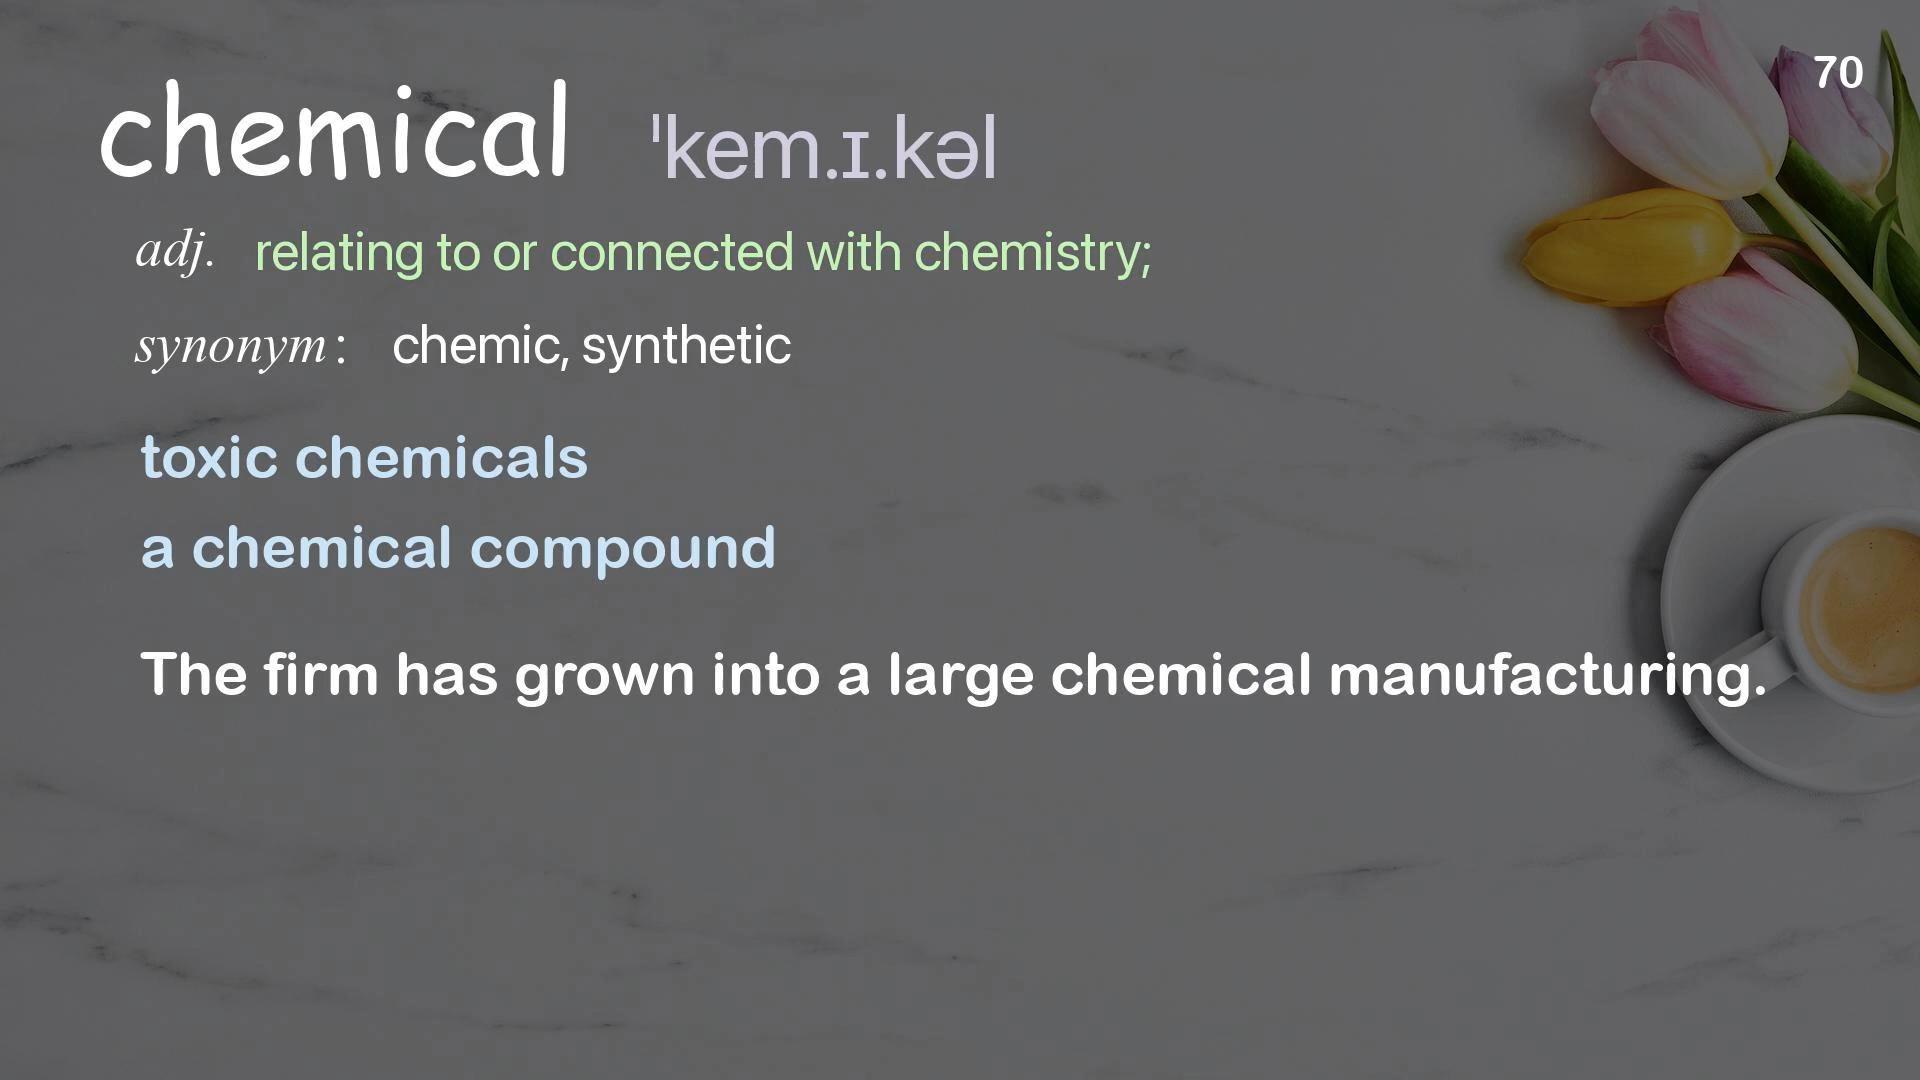 70
chemical ˈkem.ɪ.kəl
adj. relating to or connected with chemistry;
synonym: chemic, synthetic
toxic chemicals
a chemical compound
The firm has grown into a large chemical manufacturing.